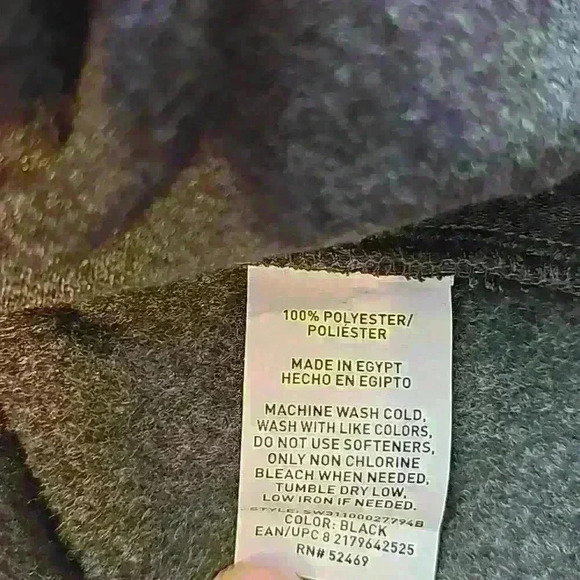 100% POLYESTER/
POLIÉSTER
MADE IN EGYPT
HECHO EN EGIPTO
MACHINE WASH COLD,
WASH WITH LIKE COLORS,
DO NOT USE SOFTENERS,
ONLY NON CHLORINE
BLEACH WHEN NEEDED,
TUMBLE DRY LOW,
LOW IRON IF NEEDED.
STYLE: SW31100027794B
COLOR: BLACK
EAN/UPC 8 2179642525
RN# 52469